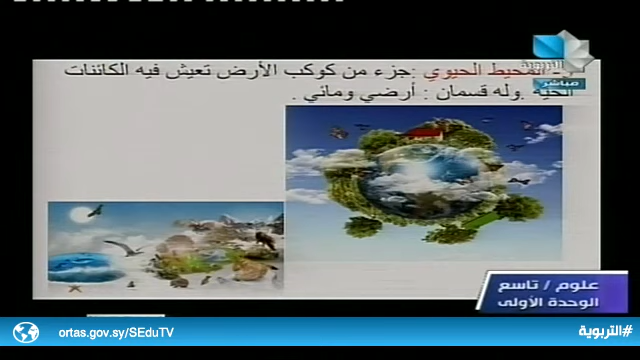 التربوية
مباشر
- المحيط الحيوي :جزء من كوكب الأرض تعيش فيه الكائنات
الحية .وله قسمان : أرضي ومائي .
علوم / تاسع
الوحدة الأولى
ortas.gov.sy/SEduTV
#التربوية